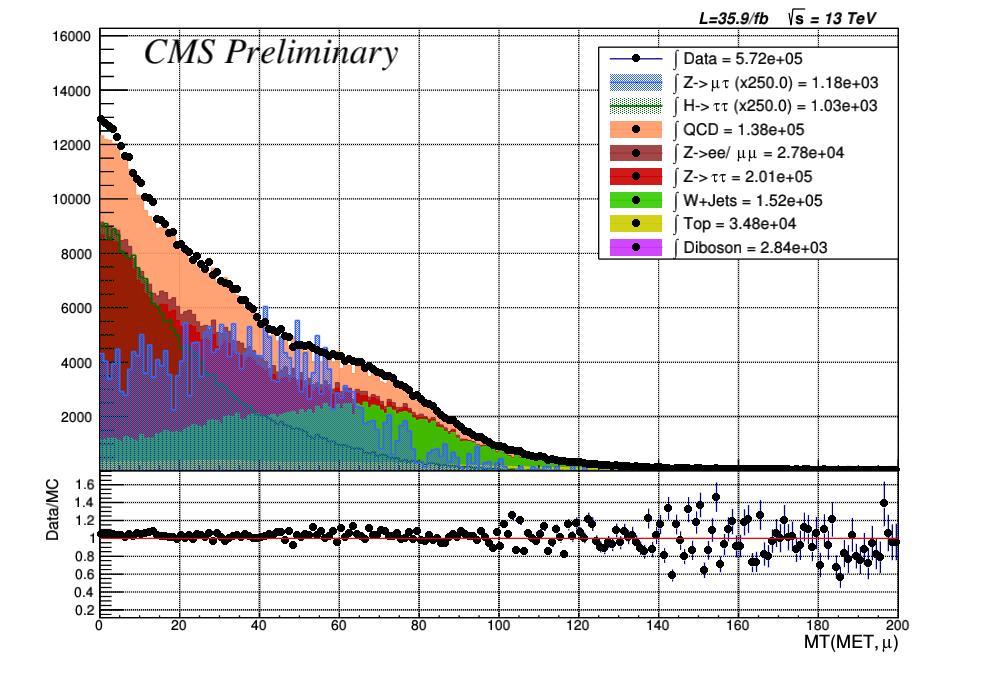 L=35.9/fb √s = 13 TeV
CMS Preliminary
16000
14000
12000
10000
8000
6000
4000
2000
∫ Data = 5.72e+05
∫ Z->μτ (x250.0) = 1.18e+03
∫ H->ττ (x250.0) = 1.03e+03
∫ QCD = 1.38e+05
∫ Z->ee/ μμ = 2.78e+04
∫ Z->ττ = 2.01e+05
∫ W+Jets = 1.52e+05
∫ Top = 3.48e+04
∫ Diboson = 2.84e+03
Data/MC
1.6
1.4
1.2
1
0.8
0.6
0.4
0.2
0 20 40 60 80 100 120 140 160 180 200
MT(MET, μ)